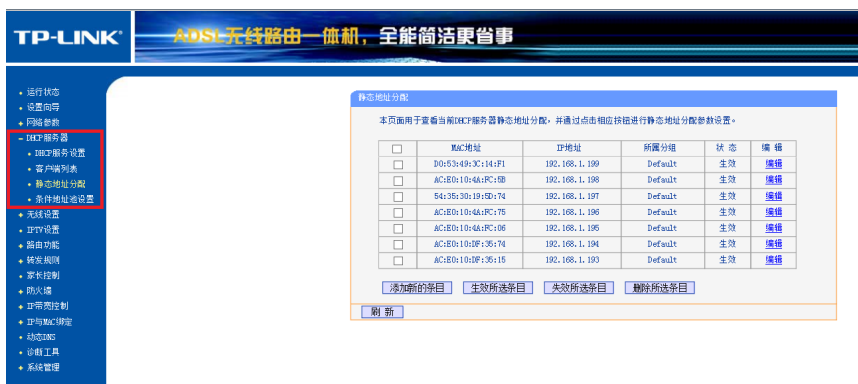 TP-LINK®
ADSL无线路由一体机，全能简洁更省事
运行状态
设置向导
网络参数
DHCP服务器
DHCP服务设置
客户端列表
静态地址分配
条件地址池设置
无线设置
IPTV设置
路由功能
转发规则
家长控制
防火墙
IP带宽控制
IP与MAC绑定
动态DNS
诊断工具
系统管理
静态地址分配
本页面用于查看当前DHCP服务器静态地址分配，并通过点击相应按钮进行静态地址分配参数设置。
MAC地址 IP地址 所属分组 状 态 编 辑
D0:53:49:3C:14:F1 192.168.1.199 Default 生效 编辑
AC:E0:10:4A:FC:5B 192.168.1.198 Default 生效 编辑
54:35:30:19:5D:74 192.168.1.197 Default 生效 编辑
AC:E0:10:4A:FC:75 192.168.1.196 Default 生效 编辑
AC:E0:10:4A:FC:06 192.168.1.195 Default 生效 编辑
AC:E0:10:DF:35:74 192.168.1.194 Default 生效 编辑
AC:E0:10:DF:35:15 192.168.1.193 Default 生效 编辑
添加新的条目 生效所选条目 失效所选条目 删除所选条目
刷 新